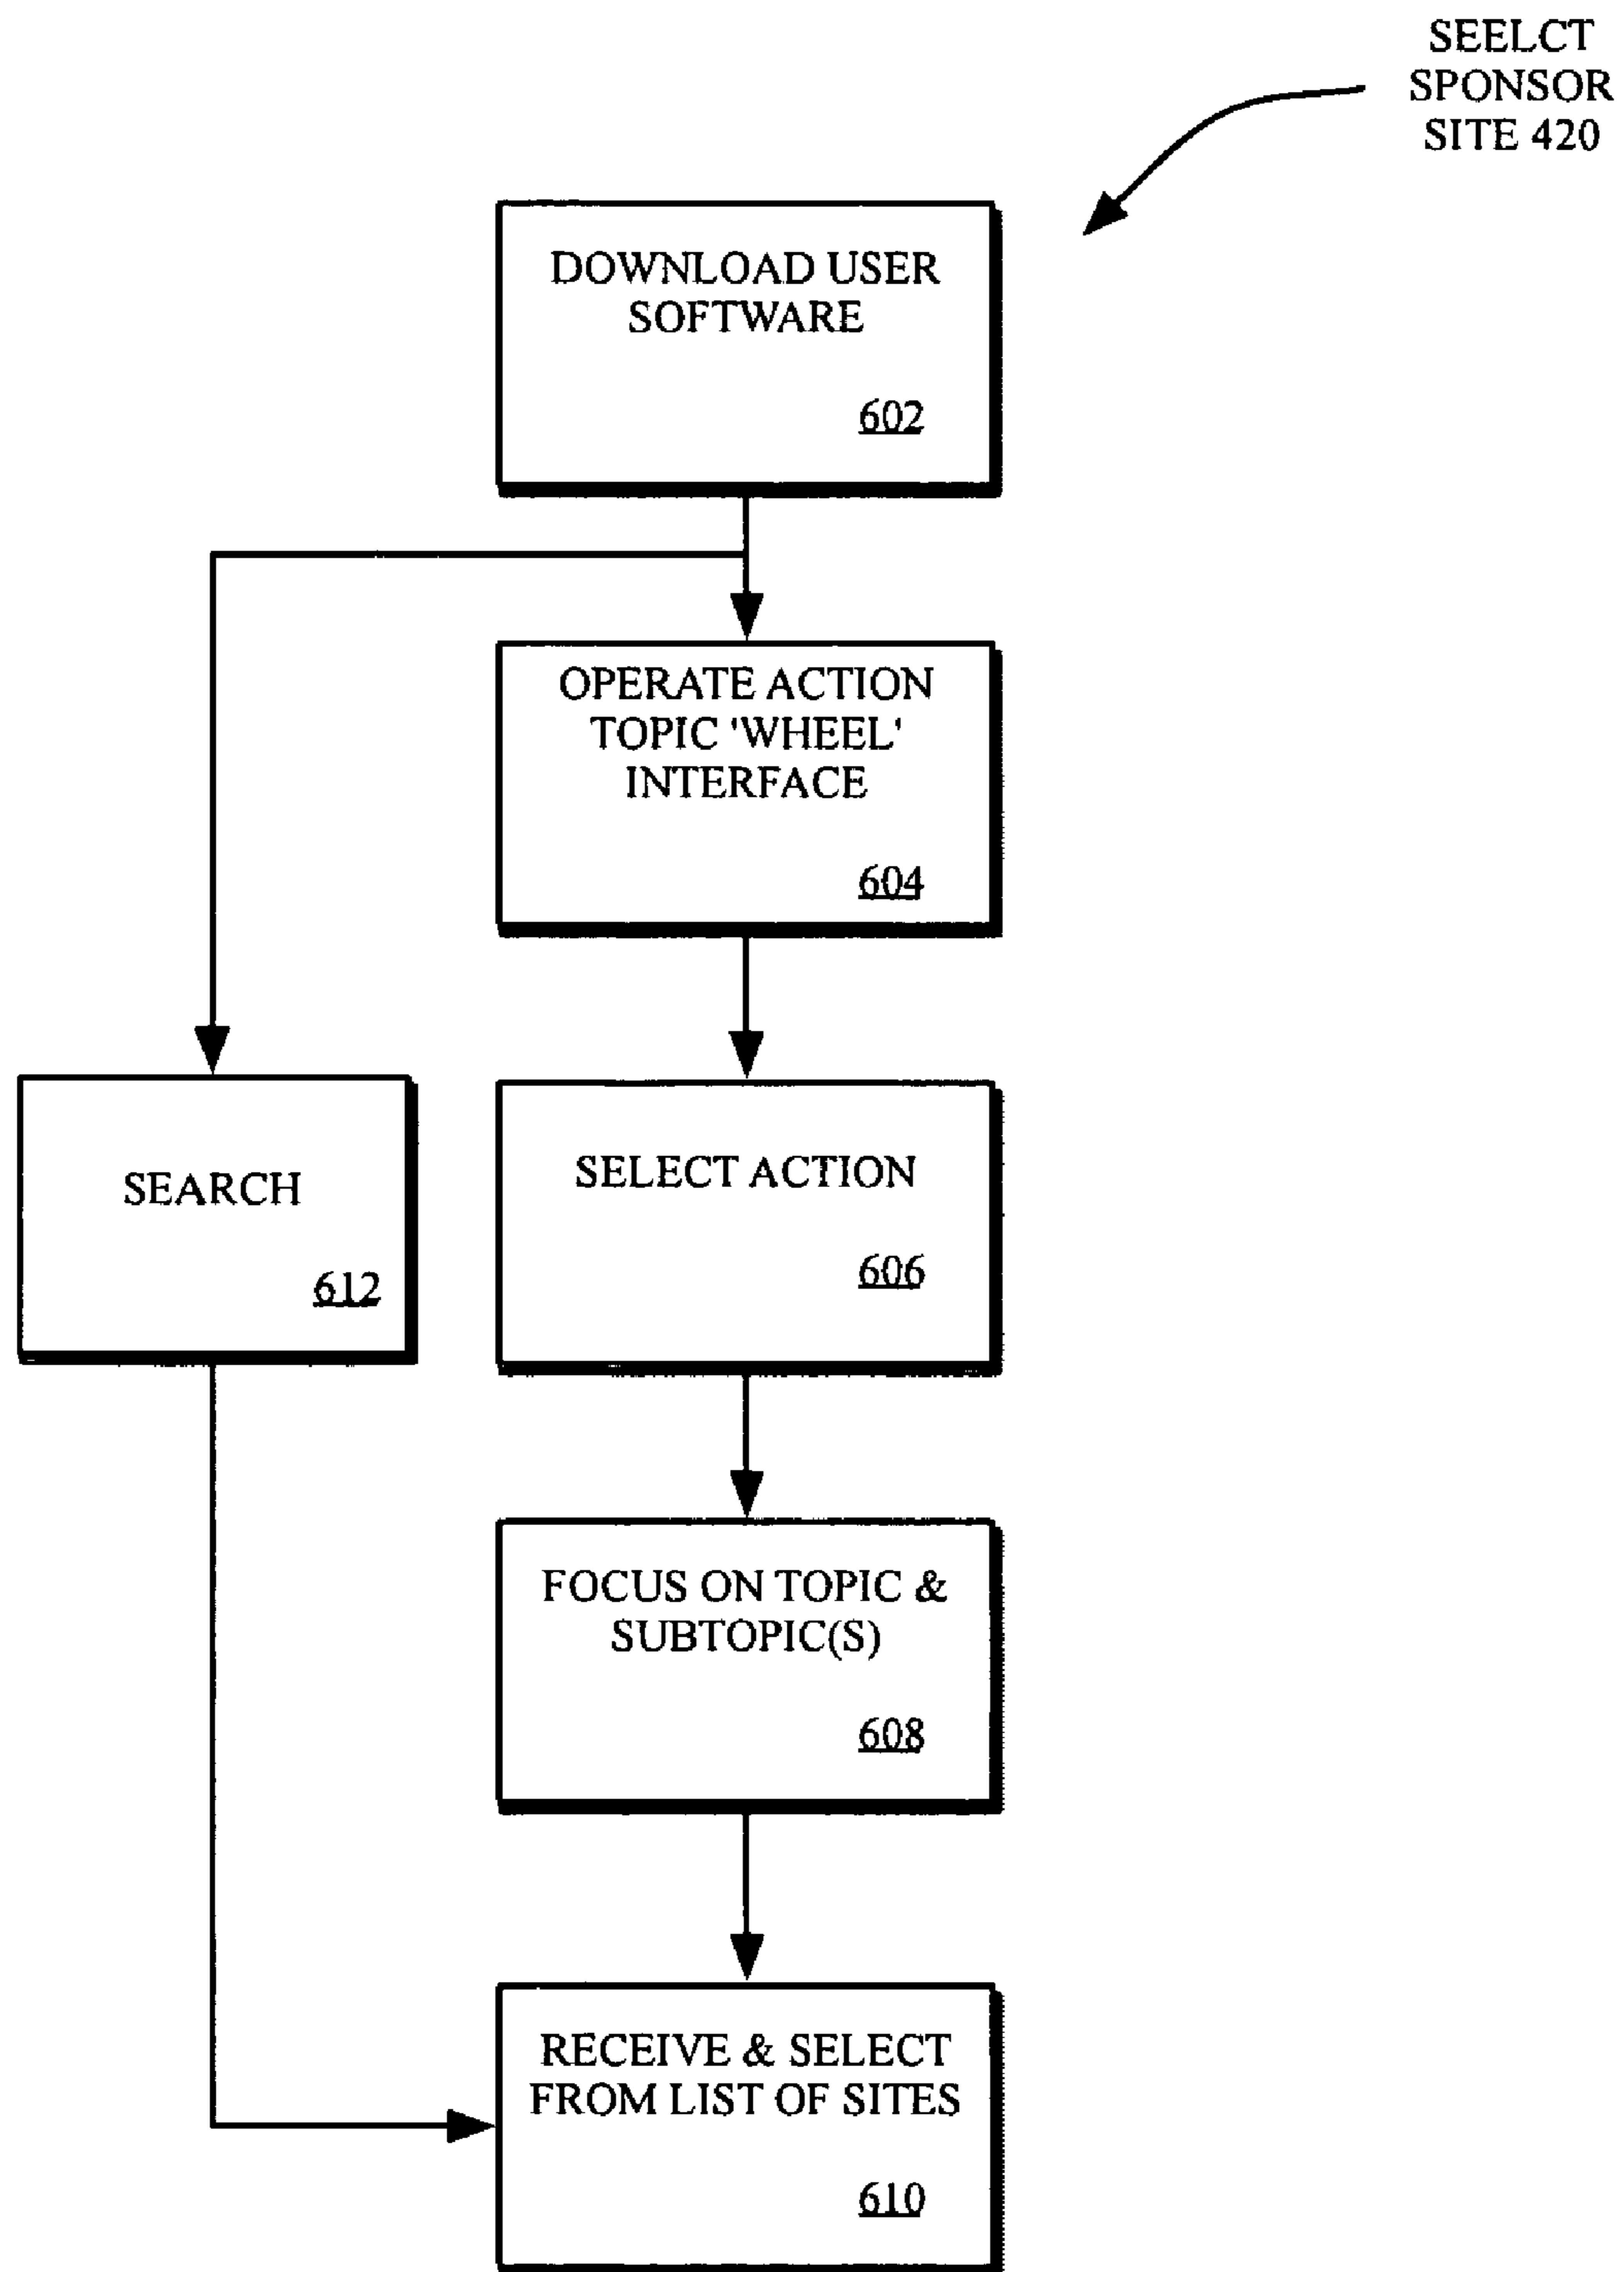 SEELCT
SPONSOR
SITE 420
DOWNLOAD USER
SOFTWARE
602
OPERATE ACTION
TOPIC 'WHEEL'
INTERFACE
604
SEARCH
612
SELECT ACTION
606
FOCUS ON TOPIC &
SUBTOPIC(S)
608
RECEIVE & SELECT
FROM LIST OF SITES
610